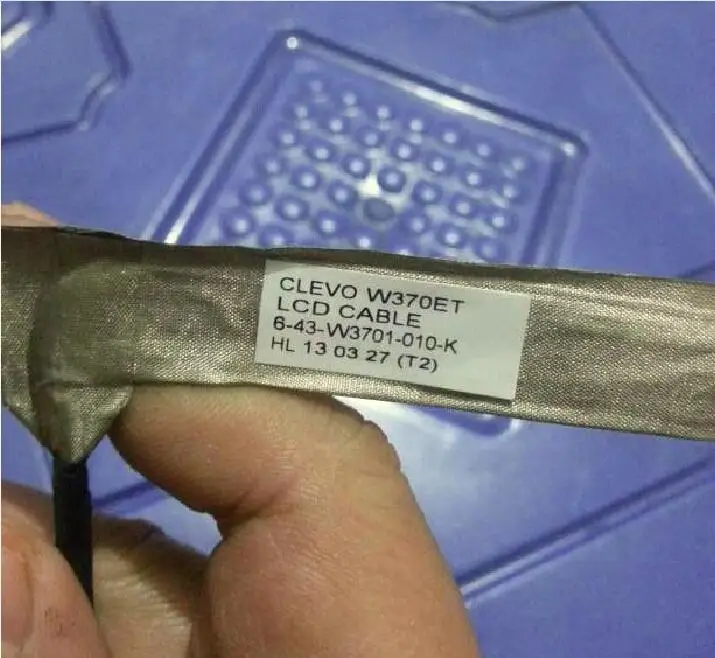 CLEVO W370ET
LCD CABLE
6-43-W3701-010-K
HL 13 03 27 (T2)